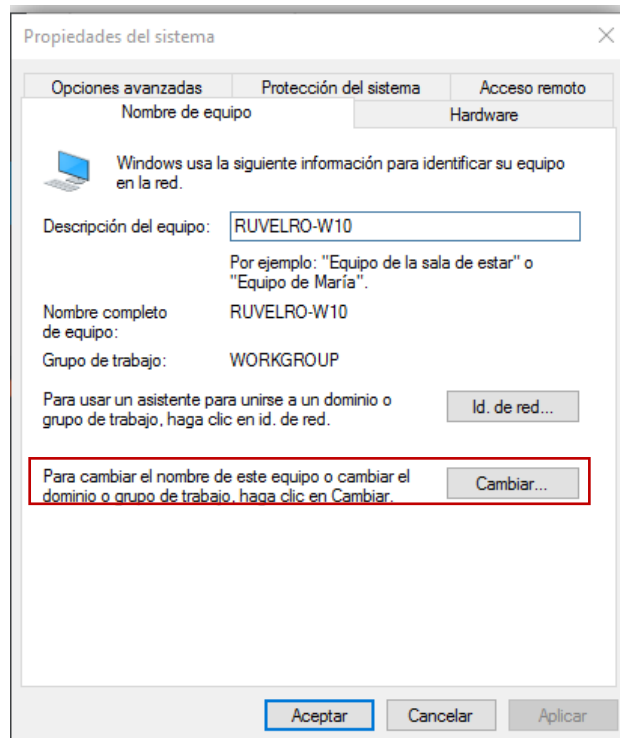 Propiedades del sistema
Opciones avanzadas Protección del sistema Acceso remoto
Nombre de equipo Hardware
Windows usa la siguiente información para identificar su equipo
en la red.
Descripción del equipo: RUVELRO-W10
Por ejemplo: "Equipo de la sala de estar" o
"Equipo de María".
Nombre completo
de equipo:
RUVELRO-W10
Grupo de trabajo: WORKGROUP
Para usar un asistente para unirse a un dominio o
grupo de trabajo, haga clic en id. de red.
Id. de red...
Para cambiar el nombre de este equipo o cambiar el
dominio o grupo de trabajo, haga clic en Cambiar.
Cambiar...
Aceptar Cancelar Aplicar